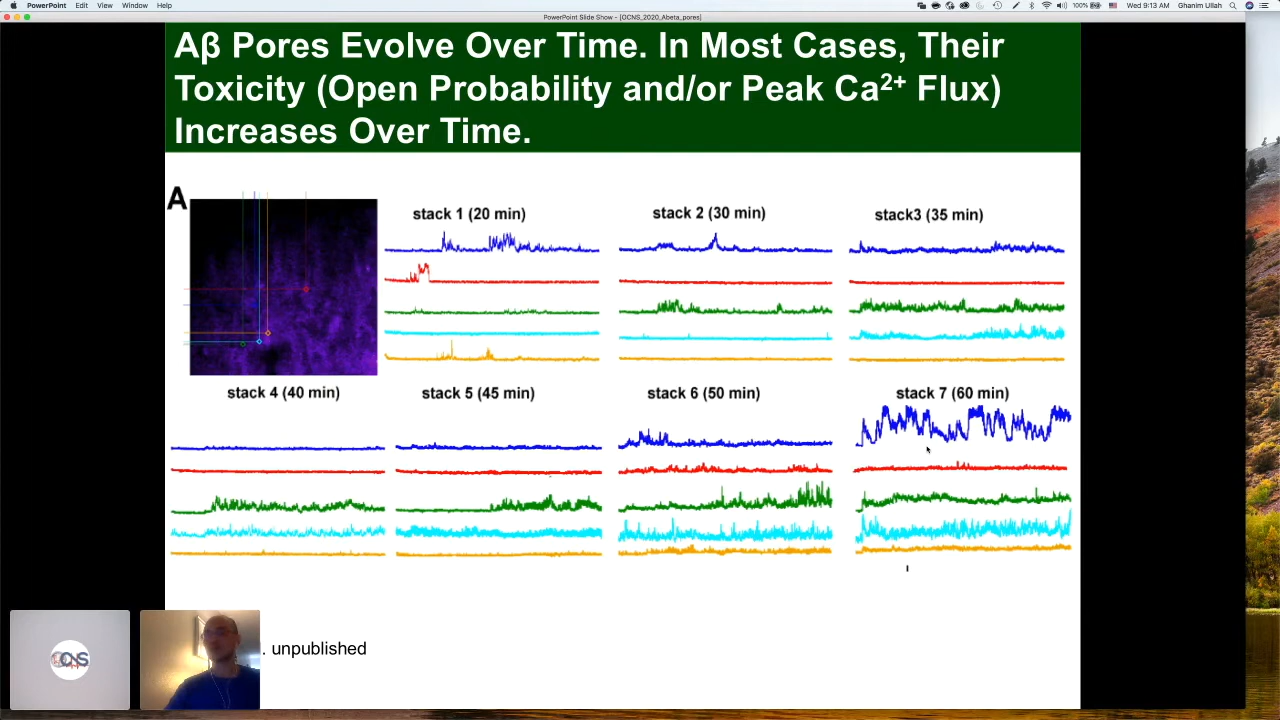 PowerPoint File Edit View Window Help 100% Wed 9:13 AM Ghanim Ullah
PowerPoint Slide Show - [OCNS_2020_Abeta_pores]
Aβ Pores Evolve Over Time. In Most Cases, Their
Toxicity (Open Probability and/or Peak Ca²⁺ Flux)
Increases Over Time.
A
stack 1 (20 min)
stack 2 (30 min)
stack3 (35 min)
stack 4 (40 min)
stack 5 (45 min)
stack 6 (50 min)
stack 7 (60 min)
. unpublished